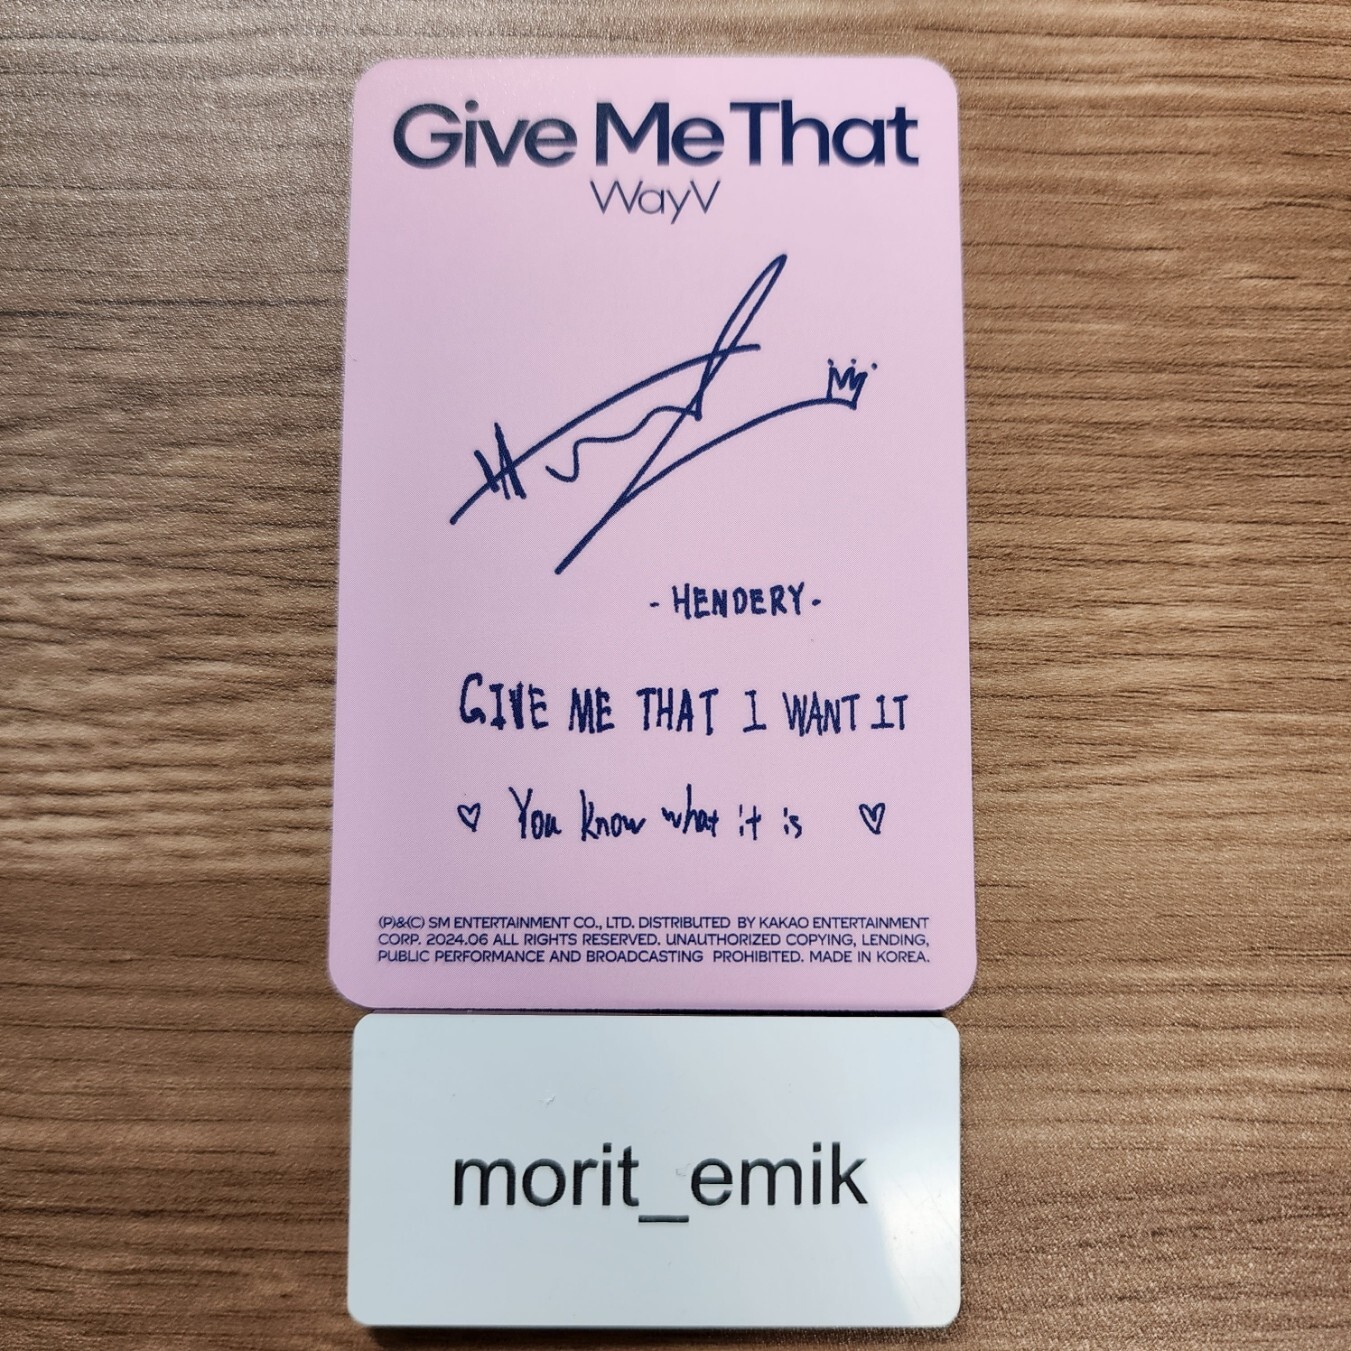 Give Me That
WayV
- HENDERY -
GIVE ME THAT I WANT IT
♡ You know what it is ♡
(P)&(C) SM ENTERTAINMENT CO., LTD. DISTRIBUTED BY KAKAO ENTERTAINMENT
CORP. 2024.06 ALL RIGHTS RESERVED. UNAUTHORIZED COPYING, LENDING,
PUBLIC PERFORMANCE AND BROADCASTING PROHIBITED. MADE IN KOREA.
morit_emik